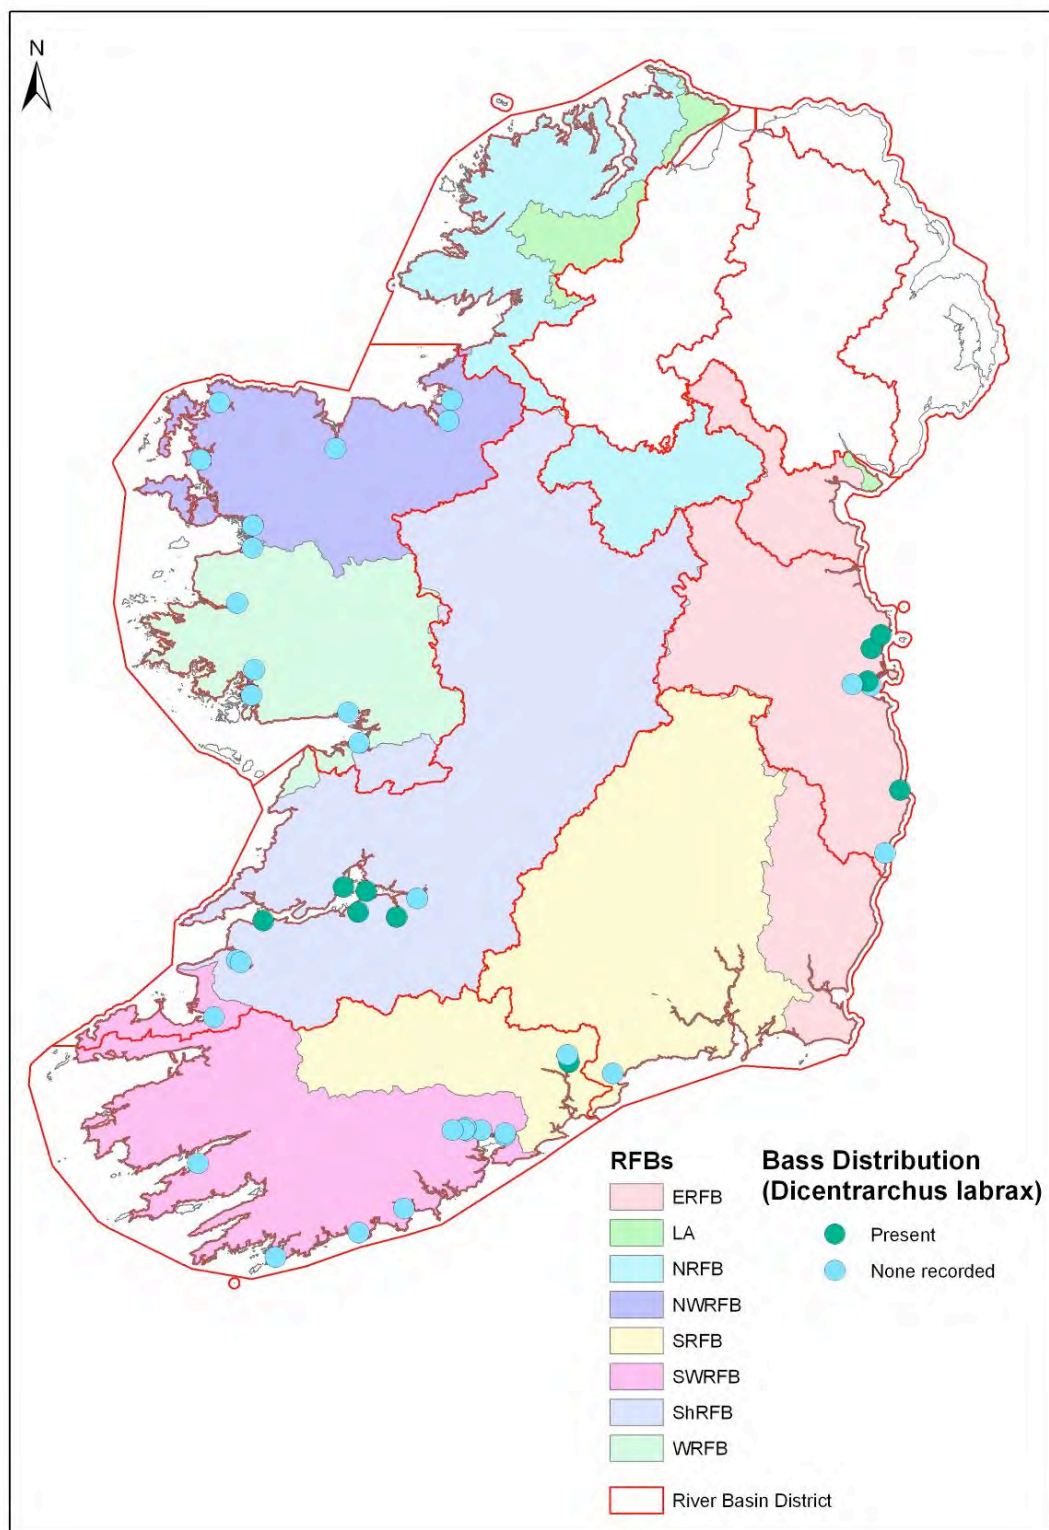 N
RFBs
ERFB
LA
NRFB
NWRFB
SRFB
SWRFB
ShRFB
WRFB
River Basin District
Bass Distribution
(Dicentrarchus labrax)
Present
None recorded